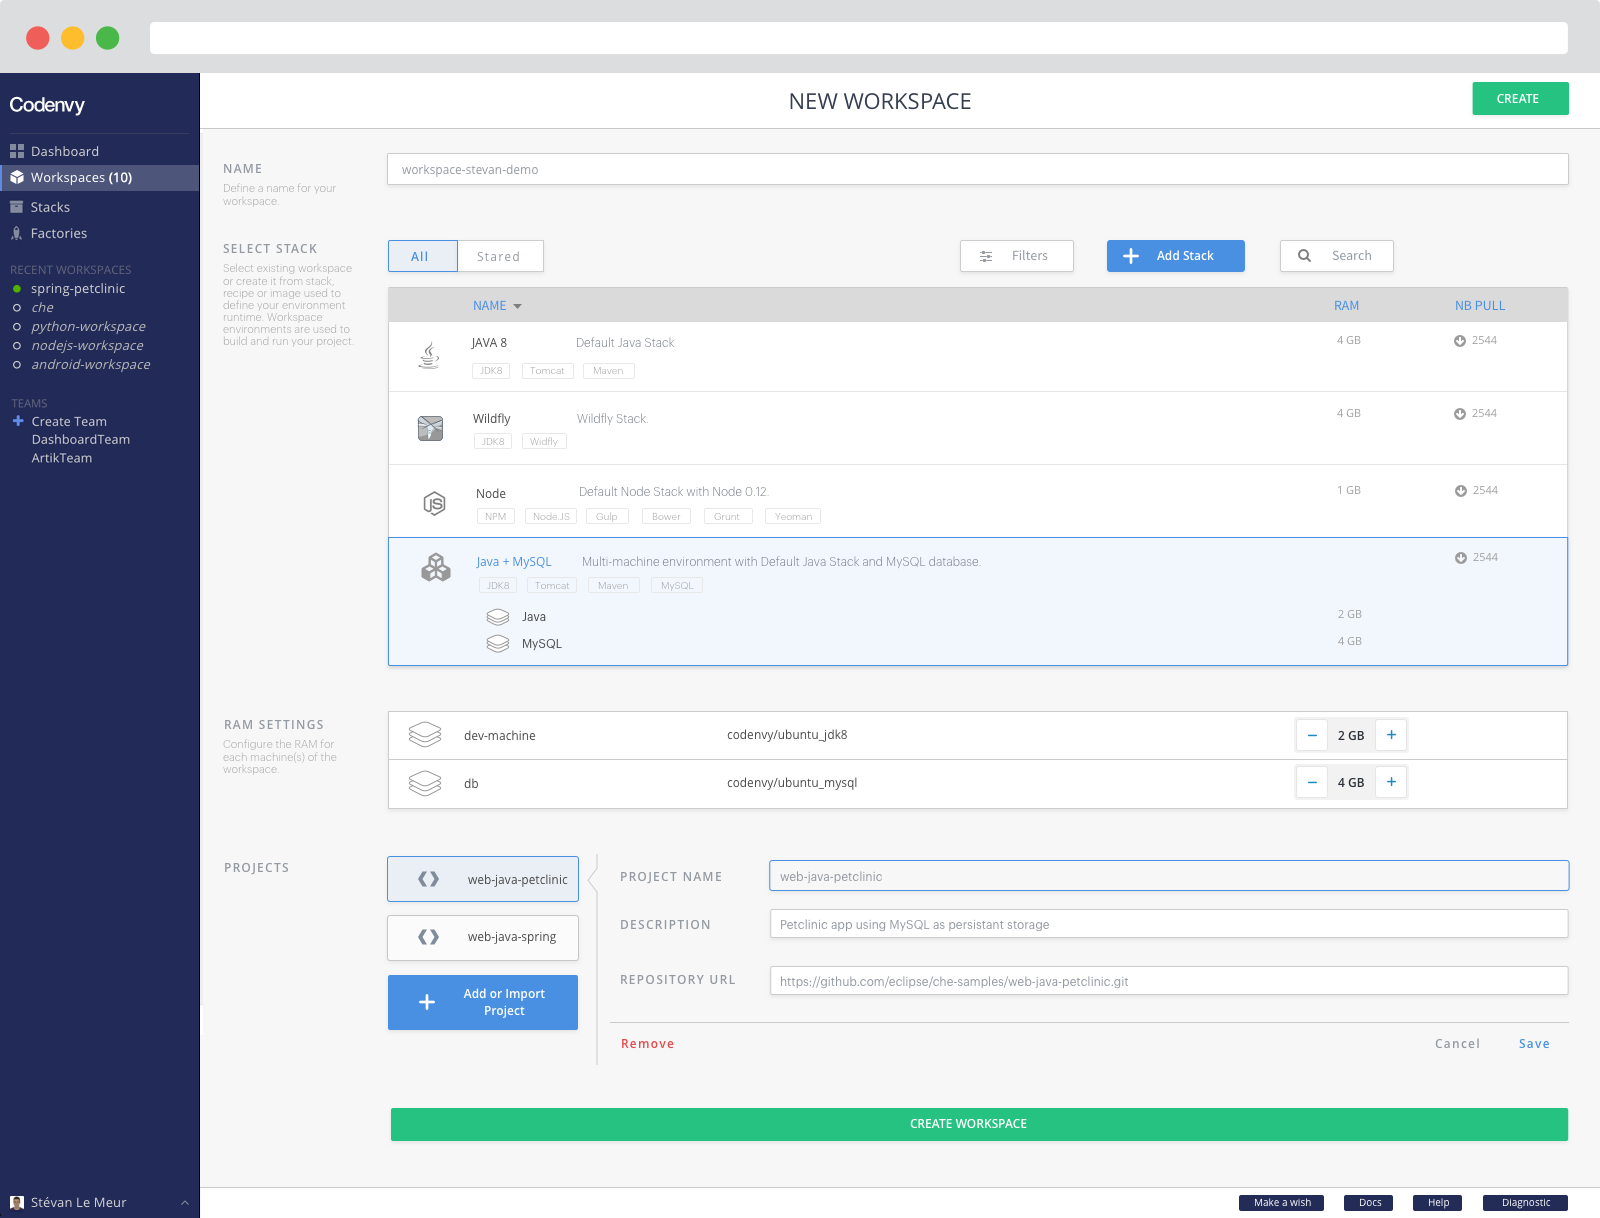 Codenvy
Dashboard
Workspaces (10)
Stacks
Factories
RECENT WORKSPACES
spring-petclinic
che
python-workspace
nodejs-workspace
android-workspace
TEAMS
Create Team
DashboardTeam
ArtikTeam
Stévan Le Meur
NEW WORKSPACE
CREATE
NAME
Define a name for your
workspace.
workspace-stevan-demo
SELECT STACK
Select existing workspace
or create it from stack,
recipe or image used to
define your environment
runtime. Workspace
environments are used to
build and run your project.
All
Stared
Filters
Add Stack
Search
NAME RAM NB PULL
JAVA 8 Default Java Stack 4 GB 2544
JDK8 Tomcat Maven
Wildfly Wildfly Stack. 4 GB 2544
JDK8 Widfly
Node Default Node Stack with Node 0.12. 1 GB 2544
NPM Node.JS Gulp Bower Grunt Yeoman
Java + MySQL Multi-machine environment with Default Java Stack and MySQL database. 2544
JDK8 Tomcat Maven MySQL
Java 2 GB
MySQL 4 GB
RAM SETTINGS
Configure the RAM for
each machine(s) of the
workspace.
dev-machine codenvy/ubuntu_jdk8 − 2 GB +
db codenvy/ubuntu_mysql − 4 GB +
PROJECTS
web-java-petclinic
web-java-spring
Add or Import
Project
PROJECT NAME web-java-petclinic
DESCRIPTION Petclinic app using MySQL as persistant storage
REPOSITORY URL https://github.com/eclipse/che-samples/web-java-petclinic.git
Remove Cancel Save
CREATE WORKSPACE
Make a wish Docs Help Diagnostic